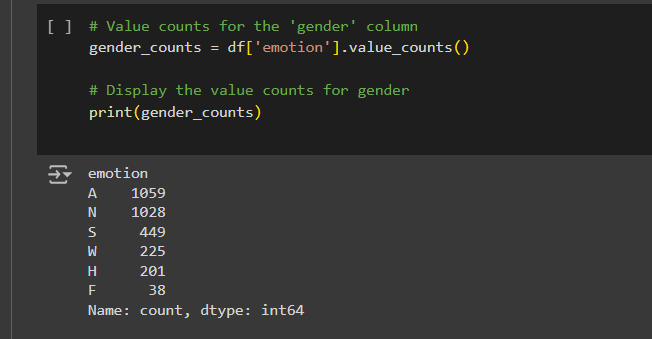 [ ] # Value counts for the 'gender' column
gender_counts = df['emotion'].value_counts()
# Display the value counts for gender
print(gender_counts)
emotion
A 1059
N 1028
S 449
W 225
H 201
F 38
Name: count, dtype: int64